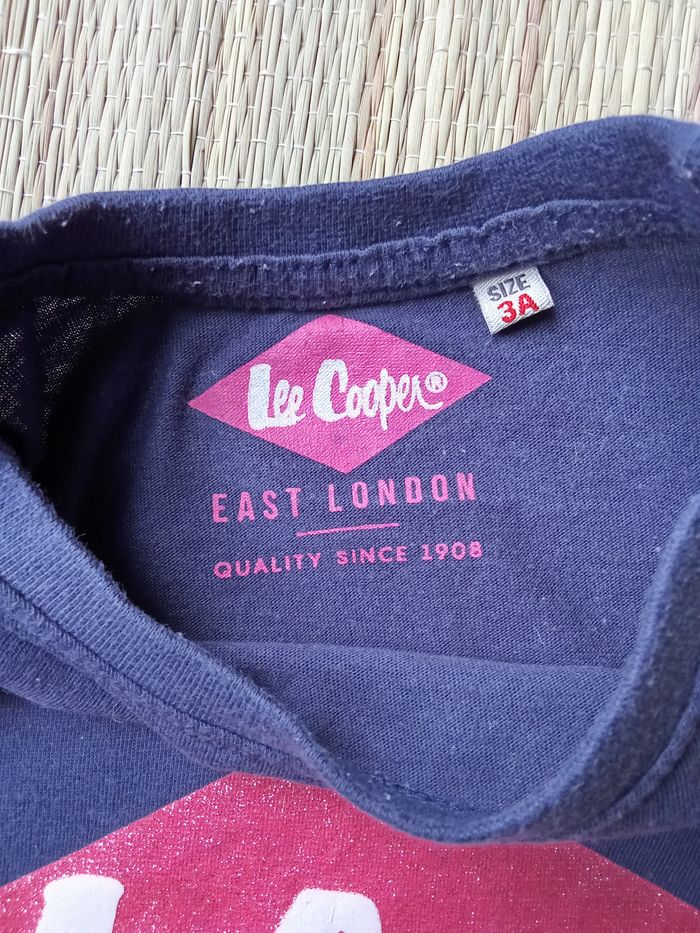 SIZE
3A
Lee Cooper®
EAST LONDON
QUALITY SINCE 1908